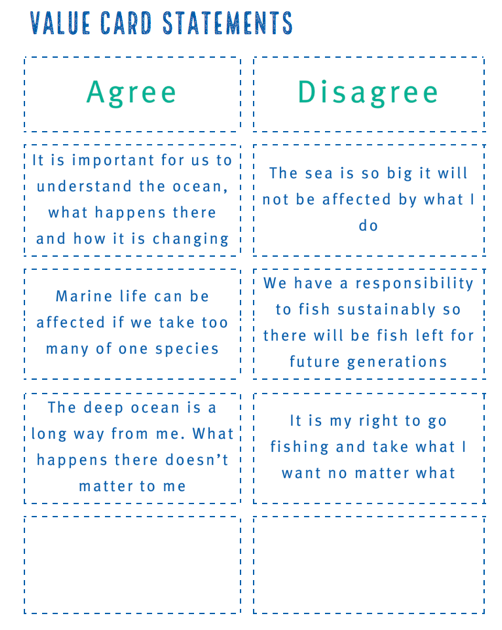 VALUE CARD STATEMENTS
Agree
Disagree
It is important for us to
understand the ocean,
what happens there
and how it is changing
The sea is so big it will
not be affected by what I
do
Marine life can be
affected if we take too
many of one species
We have a responsibility
to fish sustainably so
there will be fish left for
future generations
The deep ocean is a
long way from me. What
happens there doesn't
matter to me
It is my right to go
fishing and take what I
want no matter what